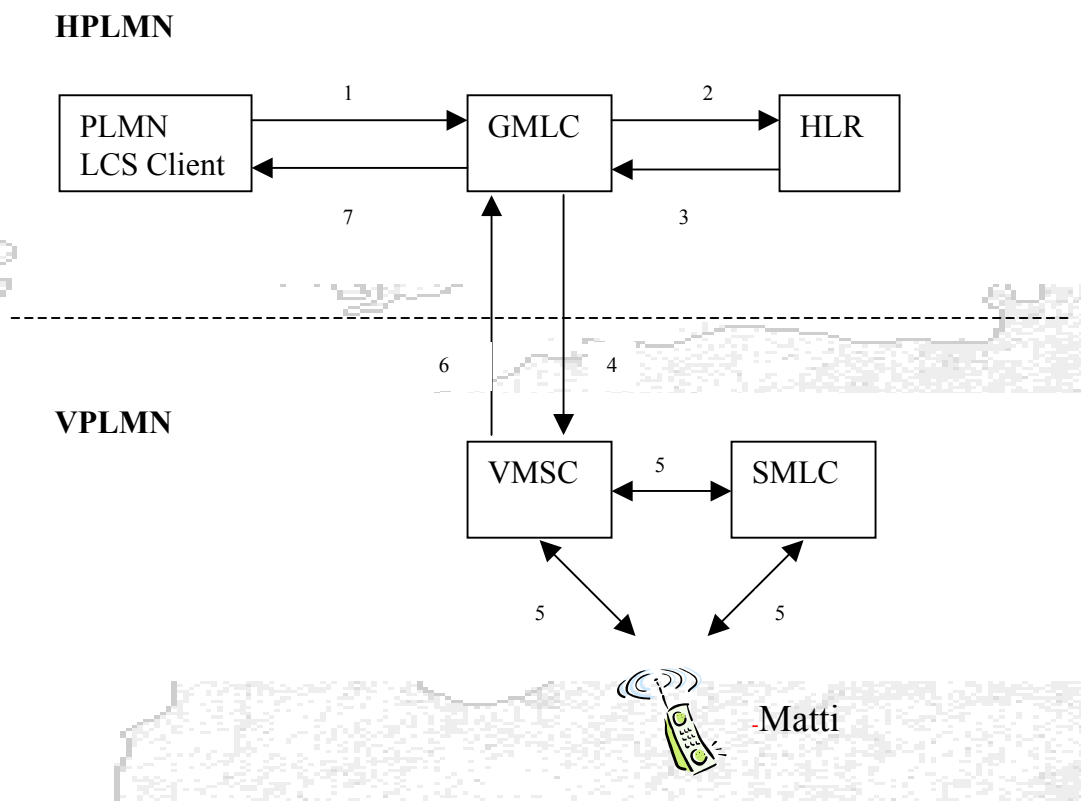 HPLMN
1
2
PLMN
LCS Client
GMLC
HLR
7
3
6
4
VPLMN
VMSC
5
SMLC
5
5
-Matti